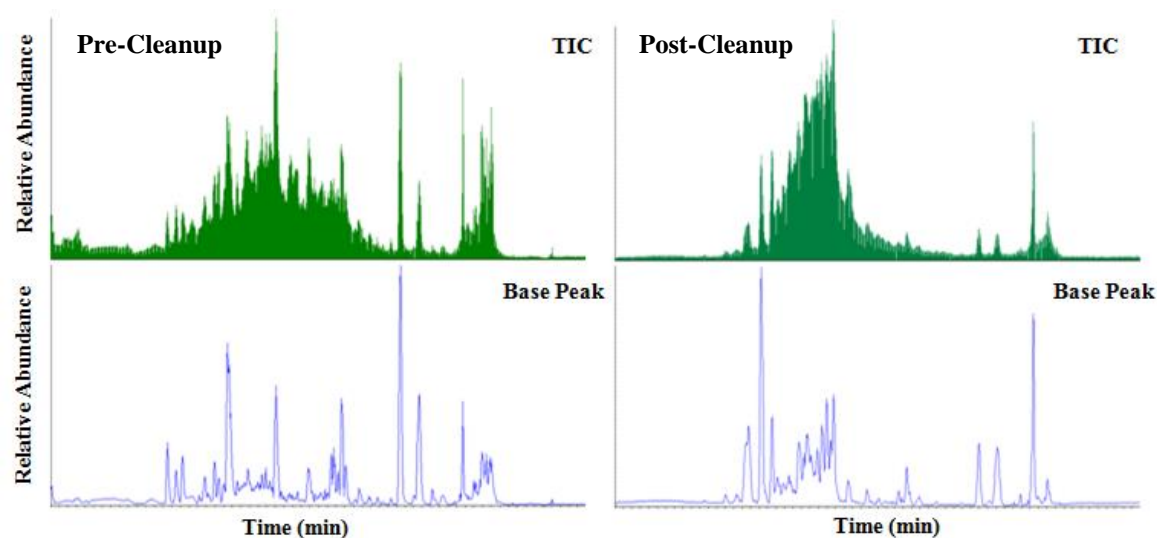 Pre-Cleanup
TIC
Relative Abundance
Post-Cleanup
TIC
Base Peak
Relative Abundance
Base Peak
Time (min)
Time (min)